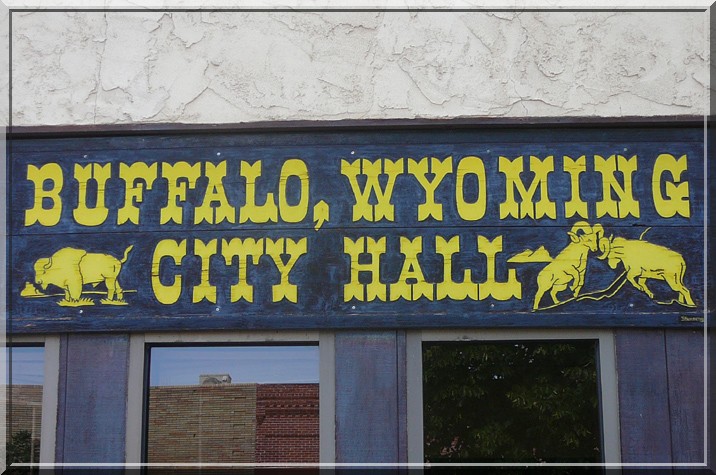 BUFFALO, WYOMING
CITY HALL